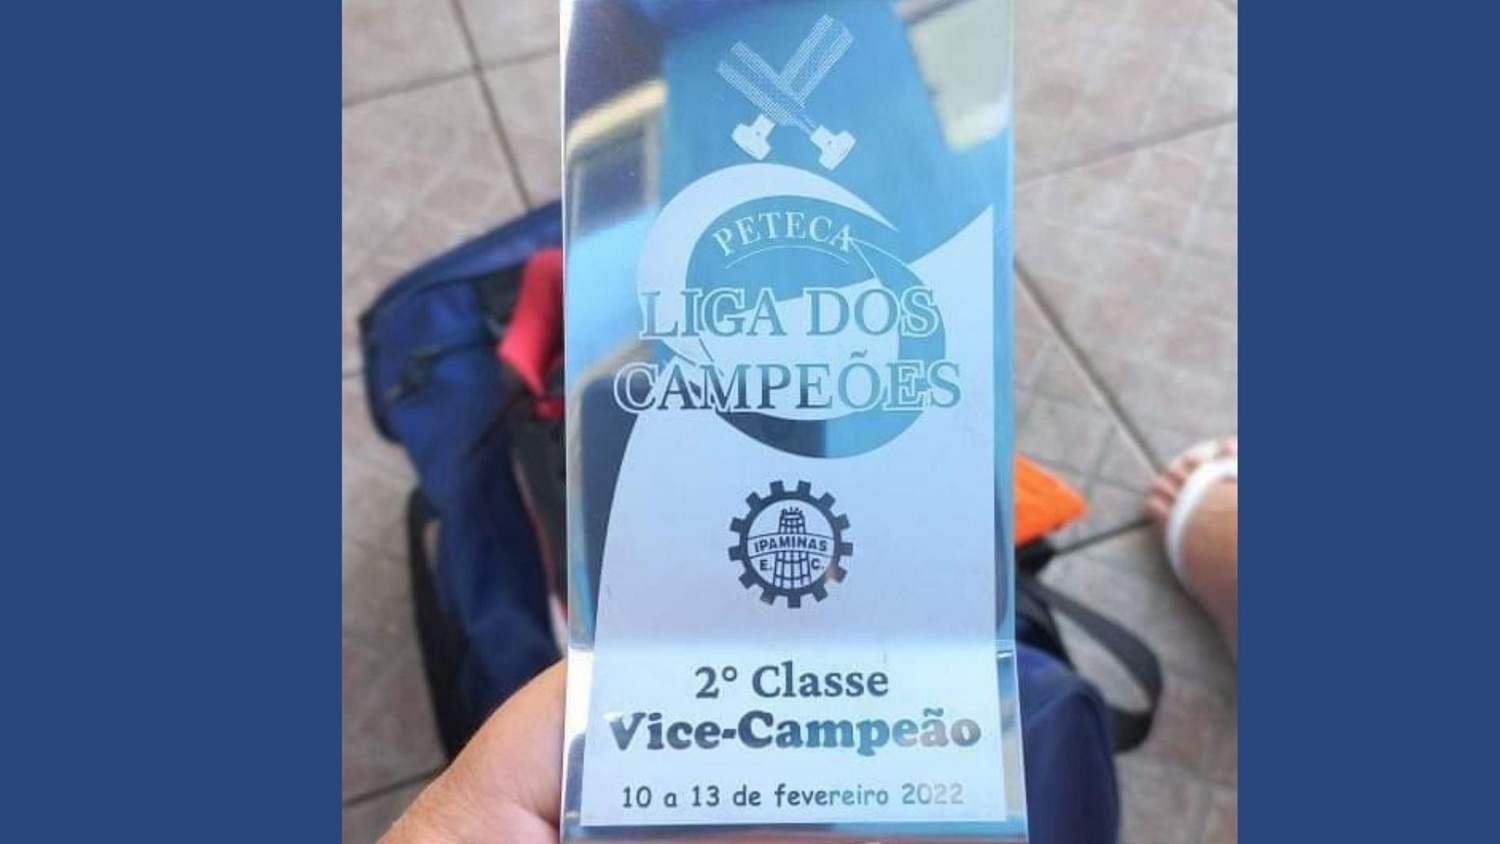 PETECA
LIGA DOS
CAMPEÕES
IPAMINAS
E. C.
2° Classe
Vice-Campeão
10 a 13 de fevereiro 2022